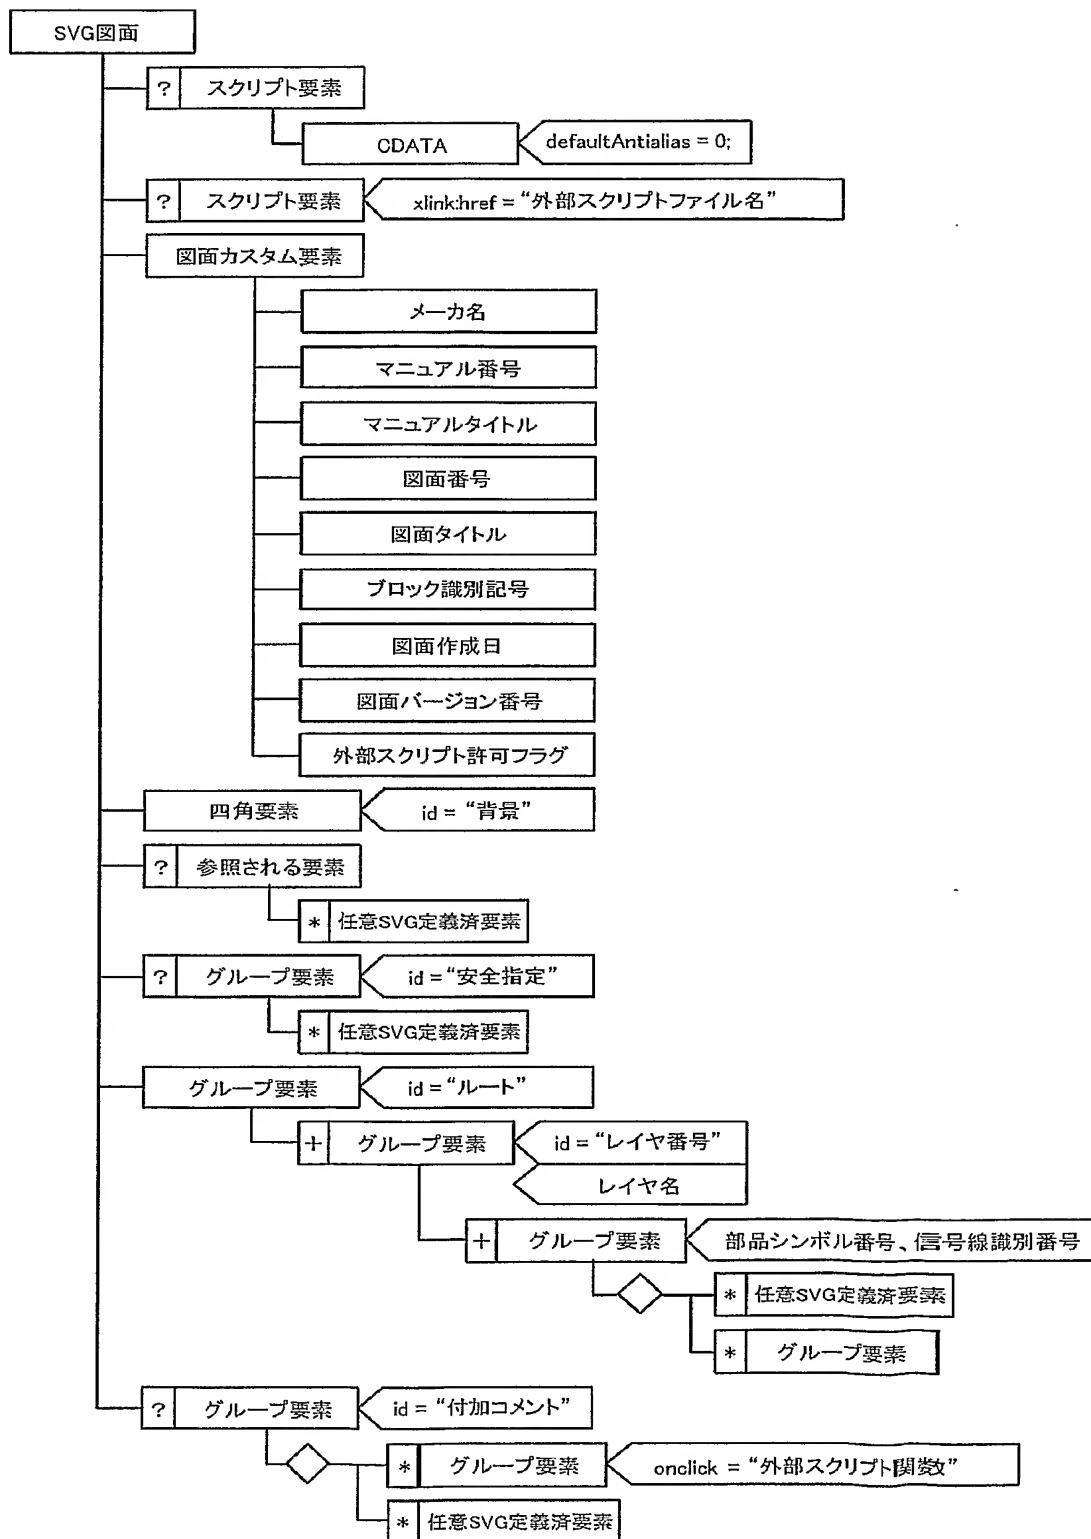 SVG図面
? スクリプト要素
CDATA defaultAntialias = 0;
? スクリプト要素 xlink:href = “外部スクリプトファイル名”
図面カスタム要素
メーカ名
マニュアル番号
マニュアルタイトル
図面番号
図面タイトル
ブロック識別記号
図面作成日
図面バージョン番号
外部スクリプト許可フラグ
四角要素 id = “背景”
? 参照される要素
* 任意SVG定義済要素
? グループ要素 id = “安全指定”
* 任意SVG定義済要素
グループ要素 id = “ルート”
+ グループ要素 id = “レイヤ番号”
レイヤ名
+ グループ要素 部品シンボル番号、信号線識別番号
* 任意SVG定義済要素
* グループ要素
? グループ要素 id = “付加コメント”
* グループ要素 onclick = “外部スクリプト関数”
* 任意SVG定義済要素